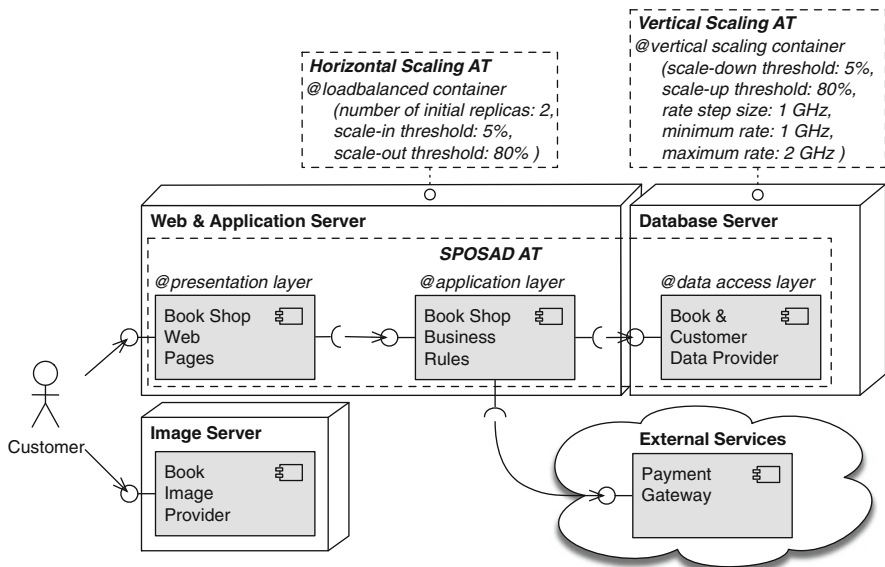 Horizontal Scaling AT
@loadbalanced container
(number of initial replicas: 2,
scale-in threshold: 5%,
scale-out threshold: 80% )
Vertical Scaling AT
@vertical scaling container
(scale-down threshold: 5%,
scale-up threshold: 80%,
rate step size: 1 GHz,
minimum rate: 1 GHz,
maximum rate: 2 GHz )
Web & Application Server
Database Server
SPOSAD AT
@presentation layer
@application layer
@data access layer
Book Shop
Web
Pages
Book Shop
Business
Rules
Book &
Customer
Data Provider
Customer
Image Server
Book
Image
Provider
External Services
Payment
Gateway